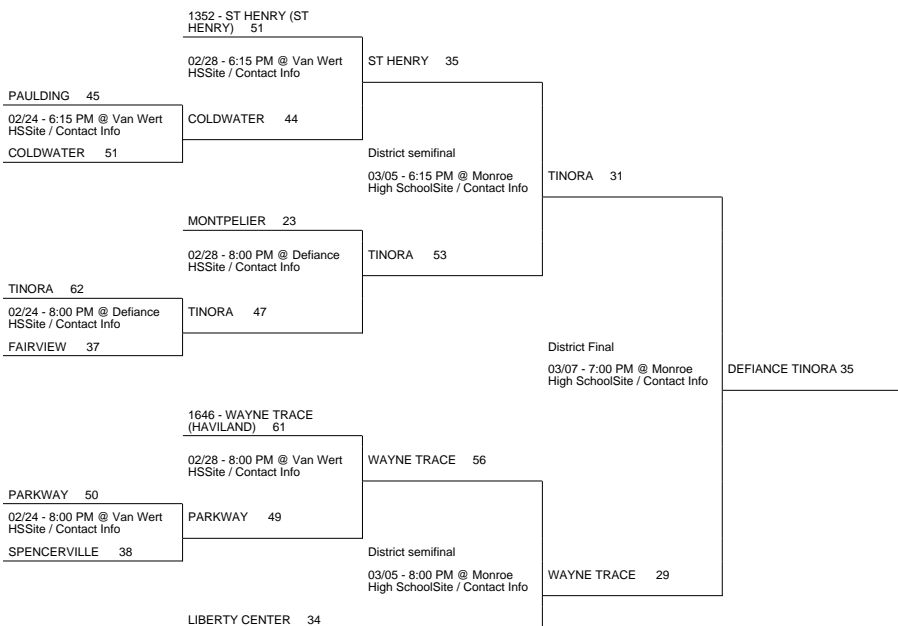 1352 - ST HENRY (ST
HENRY) 51
02/28 - 6:15 PM @ Van Wert
HSSite / Contact Info
ST HENRY 35
PAULDING 45
02/24 - 6:15 PM @ Van Wert
HSSite / Contact Info
COLDWATER 44
COLDWATER 51
District semifinal
03/05 - 6:15 PM @ Monroe
High SchoolSite / Contact Info
TINORA 31
MONTPELIER 23
02/28 - 8:00 PM @ Defiance
HSSite / Contact Info
TINORA 53
TINORA 62
02/24 - 8:00 PM @ Defiance
HSSite / Contact Info
TINORA 47
FAIRVIEW 37
District Final
03/07 - 7:00 PM @ Monroe
High SchoolSite / Contact Info
DEFIANCE TINORA 35
1646 - WAYNE TRACE
(HAVILAND) 61
02/28 - 8:00 PM @ Van Wert
HSSite / Contact Info
WAYNE TRACE 56
PARKWAY 50
02/24 - 8:00 PM @ Van Wert
HSSite / Contact Info
PARKWAY 49
SPENCERVILLE 38
District semifinal
03/05 - 8:00 PM @ Monroe
High SchoolSite / Contact Info
WAYNE TRACE 29
LIBERTY CENTER 34